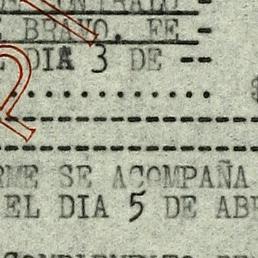 E BRAVO. FE -
E DIA 3 DE --
RME SE ACOMPAÑA
EL DIA 5 DE ABR